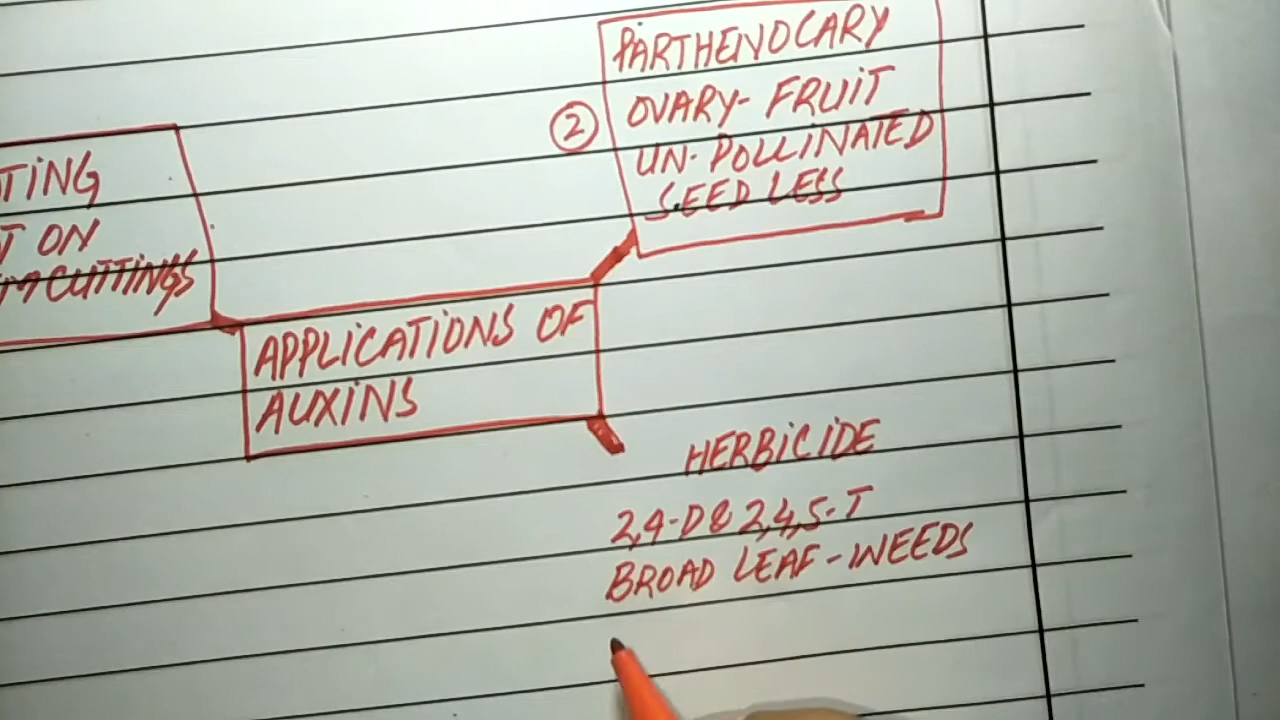 PARTHENOCARY
OVARY- FRUIT
UN-POLLINATED
SEED LESS
2
TING
ON
CUTTINGS
APPLICATIONS OF
AUXINS
HERBICIDE
2,4-D & 2,4,5-T
BROAD LEAF-WEEDS